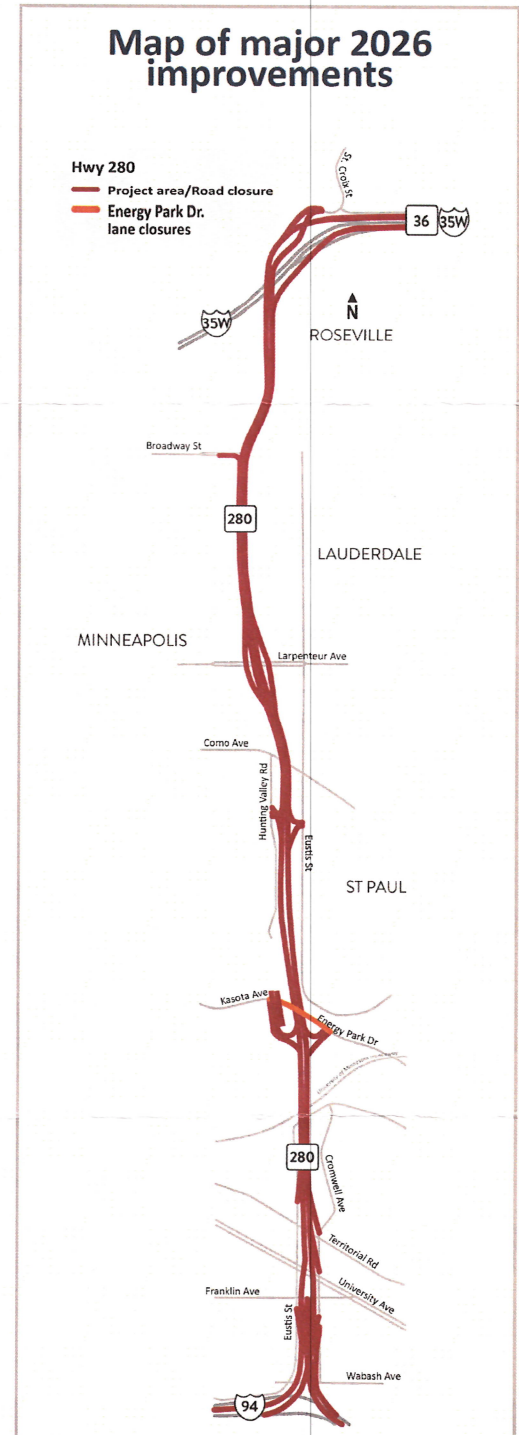 Map of major 2026
improvements
Hwy 280
Project area/Road closure
Energy Park Dr.
lane closures
St. Croix St
36
35W
35W
N
ROSEVILLE
Broadway St
280
LAUDERDALE
MINNEAPOLIS
Larpenteur Ave
Como Ave
Hunting Valley Rd
Eustis St
ST PAUL
Kasota Ave
Energy Park Dr
University of Minnesota
280
Cromwell Ave
Territorial Rd
University Ave
Franklin Ave
Eustis St
Wabash Ave
94